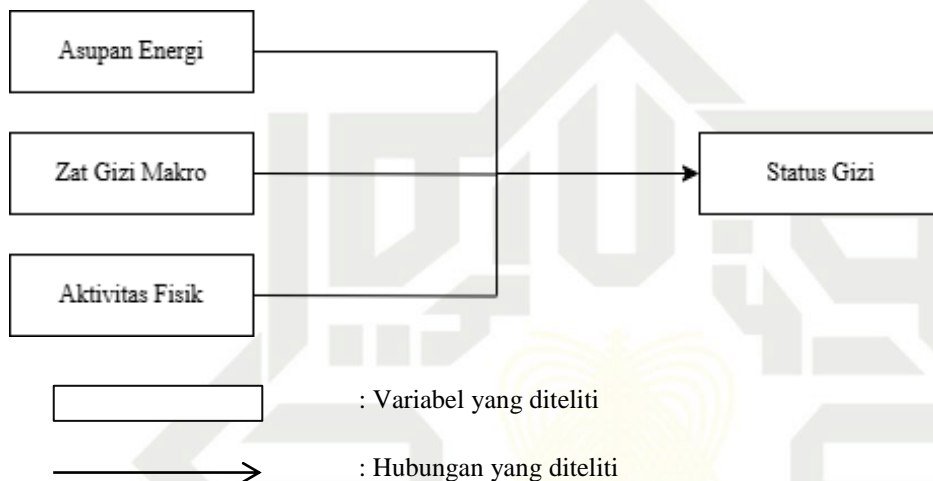 Asupan Energi
Zat Gizi Makro
Status Gizi
Aktivitas Fisik
: Variabel yang diteliti
: Hubungan yang diteliti